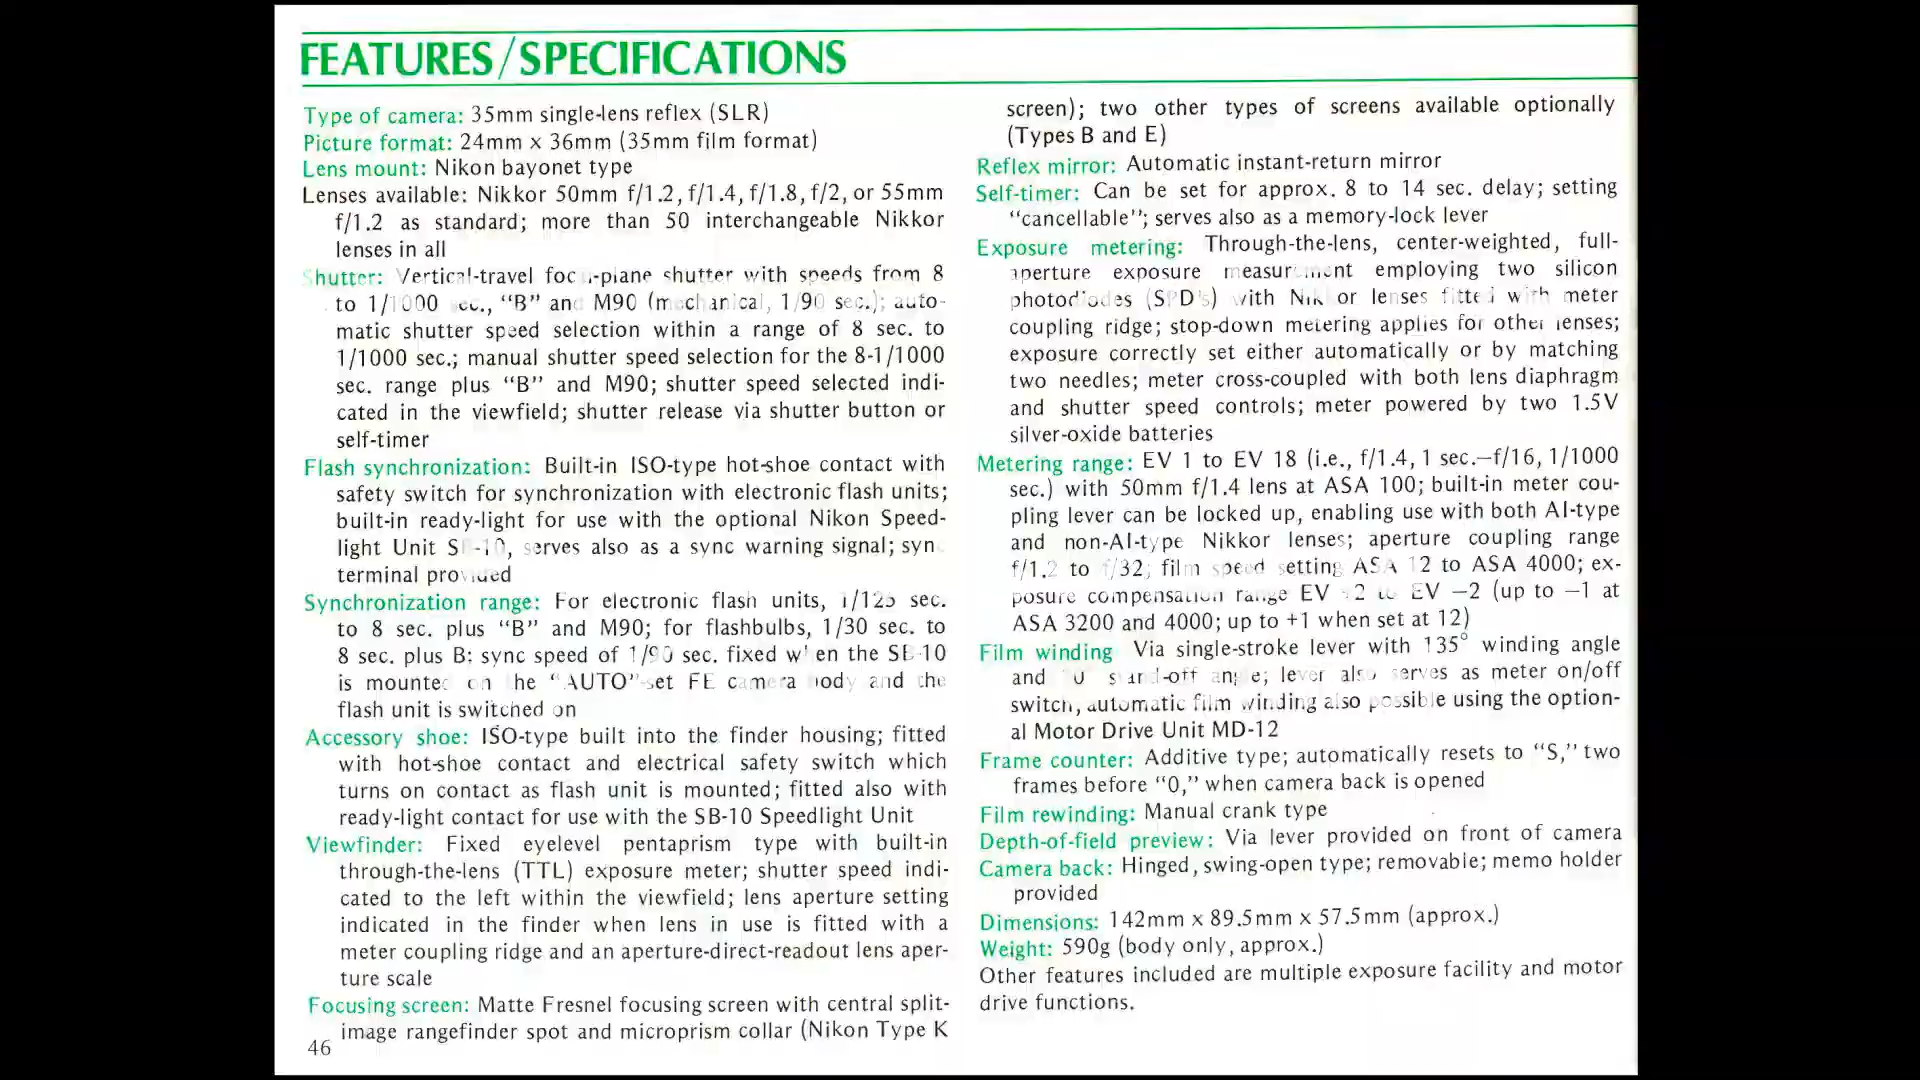 FEATURES/SPECIFICATIONS
Type of camera: 35mm single-lens reflex (SLR)
Picture format: 24mm x 36mm (35mm film format)
Lens mount: Nikon bayonet type
Lenses available: Nikkor 50mm f/1.2, f/1.4, f/1.8, f/2, or 55mm
f/1.2 as standard; more than 50 interchangeable Nikkor
lenses in all
Shutter: Vertical-travel focal-plane shutter with speeds from 8
to 1/1000 sec., “B” and M90 (mechanical, 1/90 sec.); auto-
matic shutter speed selection within a range of 8 sec. to
1/1000 sec.; manual shutter speed selection for the 8-1/1000
sec. range plus “B” and M90; shutter speed selected indi-
cated in the viewfield; shutter release via shutter button or
self-timer
Flash synchronization: Built-in ISO-type hot-shoe contact with
safety switch for synchronization with electronic flash units;
built-in ready-light for use with the optional Nikon Speed-
light Unit SB-10, serves also as a sync warning signal; sync
terminal provided
Synchronization range: For electronic flash units, 1/125 sec.
to 8 sec. plus “B” and M90; for flashbulbs, 1/30 sec. to
8 sec. plus B; sync speed of 1/90 sec. fixed when the SB-10
is mounted on the “AUTO”-set FE camera body and the
flash unit is switched on
Accessory shoe: ISO-type built into the finder housing; fitted
with hot-shoe contact and electrical safety switch which
turns on contact as flash unit is mounted; fitted also with
ready-light contact for use with the SB-10 Speedlight Unit
Viewfinder: Fixed eyelevel pentaprism type with built-in
through-the-lens (TTL) exposure meter; shutter speed indi-
cated to the left within the viewfield; lens aperture setting
indicated in the finder when lens in use is fitted with a
meter coupling ridge and an aperture-direct-readout lens aper-
ture scale
Focusing screen: Matte Fresnel focusing screen with central split-
image rangefinder spot and microprism collar (Nikon Type K
46
screen); two other types of screens available optionally
(Types B and E)
Reflex mirror: Automatic instant-return mirror
Self-timer: Can be set for approx. 8 to 14 sec. delay; setting
“cancellable”; serves also as a memory-lock lever
Exposure metering: Through-the-lens, center-weighted, full-
aperture exposure measurement employing two silicon
photodiodes (SPD's) with Nikkor lenses fitted with meter
coupling ridge; stop-down metering applies for other lenses;
exposure correctly set either automatically or by matching
two needles; meter cross-coupled with both lens diaphragm
and shutter speed controls; meter powered by two 1.5V
silver-oxide batteries
Metering range: EV 1 to EV 18 (i.e., f/1.4, 1 sec.—f/16, 1/1000
sec.) with 50mm f/1.4 lens at ASA 100; built-in meter cou-
pling lever can be locked up, enabling use with both AI-type
and non-AI-type Nikkor lenses; aperture coupling range
f/1.2 to f/32; film speed setting ASA 12 to ASA 4000; ex-
posure compensation range EV +2 to EV −2 (up to −1 at
ASA 3200 and 4000; up to +1 when set at 12)
Film winding Via single-stroke lever with 135° winding angle
and stand-off angle; lever also serves as meter on/off
switch, automatic film winding also possible using the option-
al Motor Drive Unit MD-12
Frame counter: Additive type; automatically resets to “S,” two
frames before “0,” when camera back is opened
Film rewinding: Manual crank type
Depth-of-field preview: Via lever provided on front of camera
Camera back: Hinged, swing-open type; removable; memo holder
provided
Dimensions: 142mm x 89.5mm x 57.5mm (approx.)
Weight: 590g (body only, approx.)
Other features included are multiple exposure facility and motor
drive functions.